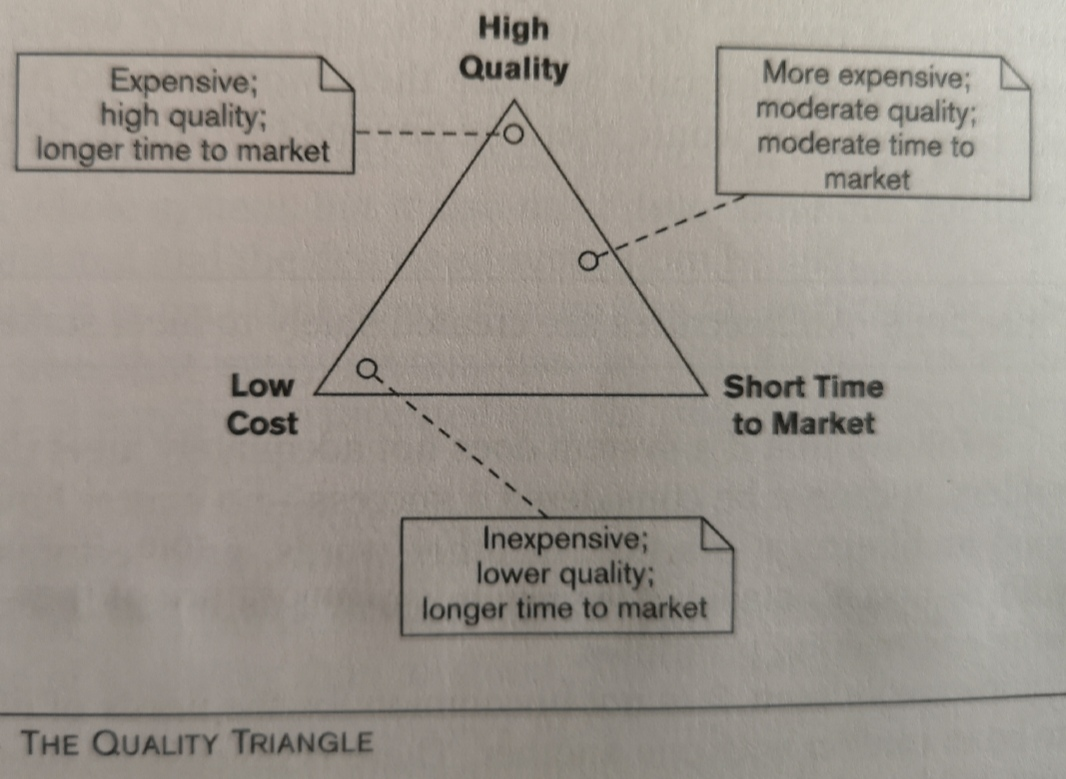 High
Quality
Expensive;
high quality;
longer time to market
More expensive;
moderate quality;
moderate time to
market
Low
Cost
Short Time
to Market
Inexpensive;
lower quality;
longer time to market
THE QUALITY TRIANGLE